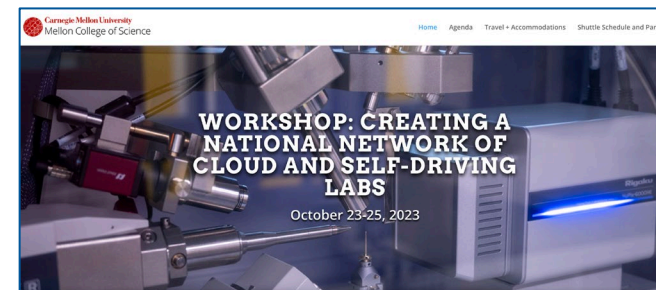 Carnegie Mellon University
Mellon College of Science
Home Agenda Travel + Accommodations Shuttle Schedule and Par
WORKSHOP: CREATING A
NATIONAL NETWORK OF
CLOUD AND SELF-DRIVING
LABS
October 23-25, 2023
Rigaku